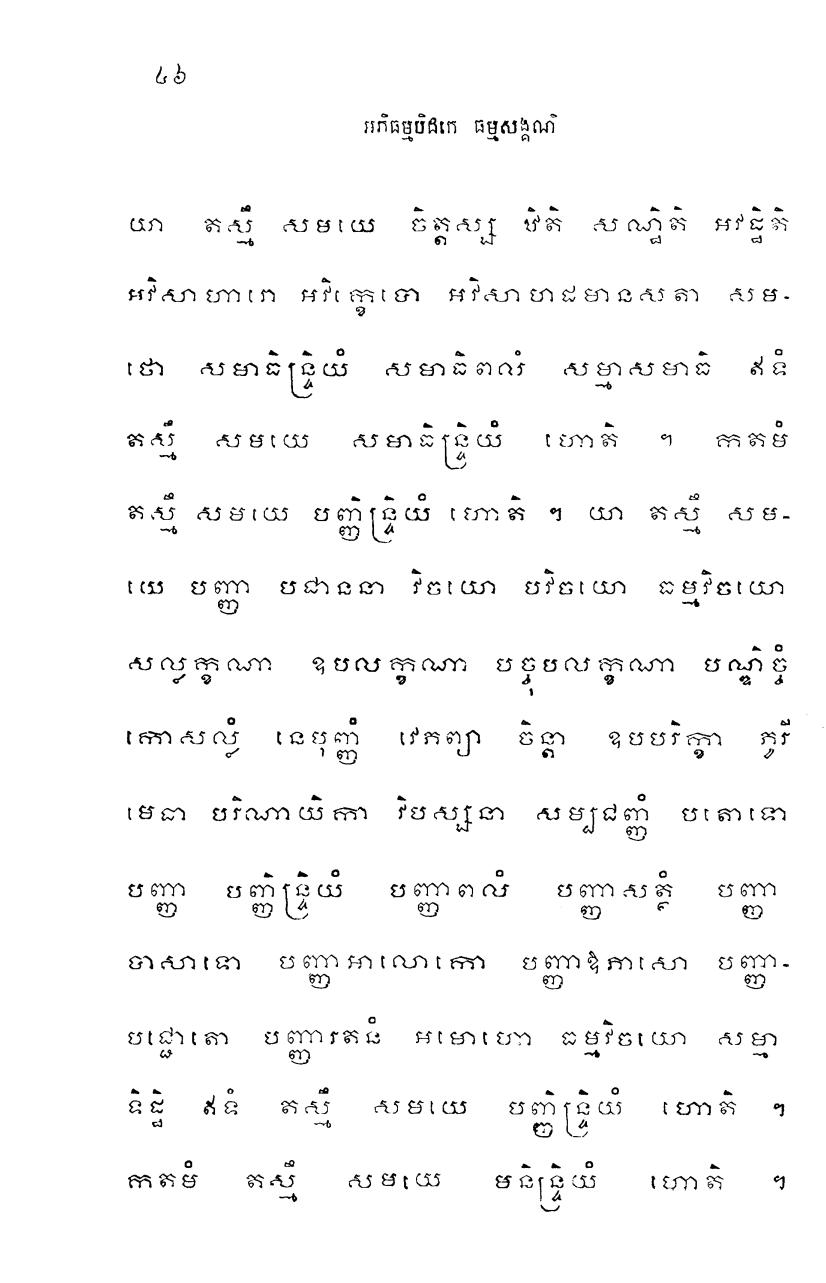 ៤៦
អភិធម្មបិដកេ ធម្មសង្គណិ
យា តស្មឹ សមយេ ចិត្តស្ស ឋិតិ សណ្ឋិតិ អវដ្ឋិតិ
អវិសាហារោ អវិក្ខេបោ អវិសាហដមានសតា សម-
ថោ សមាធិន្ទ្រិយំ សមាធិពលំ សម្មាសមាធិ ឥទំ
តស្មឹ សមយេ សមាធិន្ទ្រិយំ ហោតិ ។ កតមំ
តស្មឹ សមយេ បញ្ញិន្ទ្រិយំ ហោតិ ។ យា តស្មឹ សម-
យេ បញ្ញា បជាននា វិចយោ បវិចយោ ធម្មវិចយោ
សល្លក្ខណា ឧបលក្ខណា បច្ចុបលក្ខណា បណ្ឌិច្ចំ
កោសល្លំ នេបុញ្ញំ វេភព្យា ចិន្តា ឧបបរិក្ខា ភូរី
មេធា បរិណាយិកា វិបស្សនា សម្បជញ្ញំ បតោទោ
បញ្ញា បញ្ញិន្ទ្រិយំ បញ្ញាពលំ បញ្ញាសត្ថំ បញ្ញា
បាសាទោ បញ្ញាអាលោកោ បញ្ញាឱភាសោ បញ្ញា-
បជ្ជោតោ បញ្ញារតនំ អមោហោ ធម្មវិចយោ សម្មា
ទិដ្ឋិ ឥទំ តស្មឹ សមយេ បញ្ញិន្ទ្រិយំ ហោតិ ។
កតមំ តស្មឹ សមយេ មនិន្ទ្រិយំ ហោតិ ។